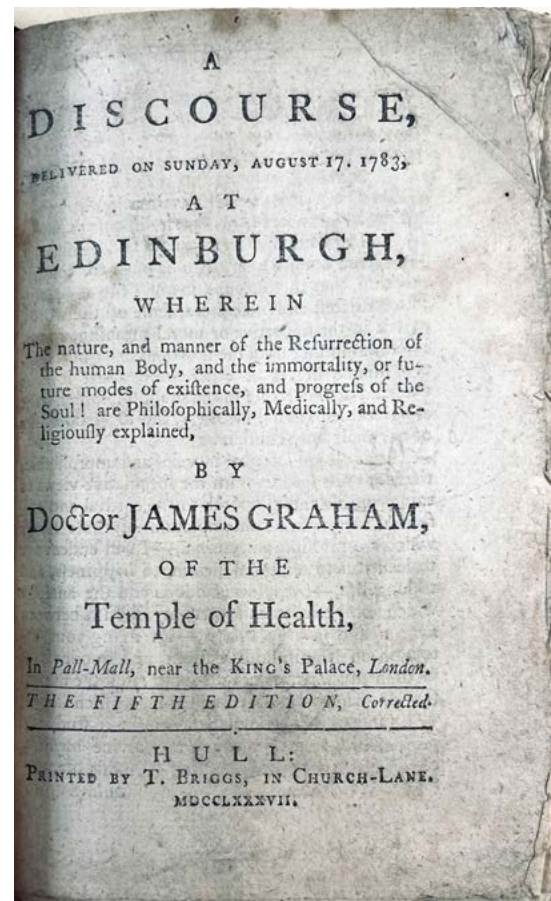 A
DISCOURSE,
DELIVERED ON SUNDAY, AUGUST 17. 1783,
AT
EDINBURGH,
WHEREIN
The nature, and manner of the Reſurrection of
the human Body, and the immortality, or fu-
ture modes of exiſtence, and progreſs of the
Soul! are Philoſophically, Medically, and Re-
ligiouſly explained,
BY
Doctor JAMES GRAHAM,
OF THE
Temple of Health,
In Pall-Mall, near the KING's Palace, London.
THE FIFTH EDITION, Corrected.
HULL:
PRINTED BY T. BRIGGS, IN CHURCH-LANE.
MDCCLXXXVII.